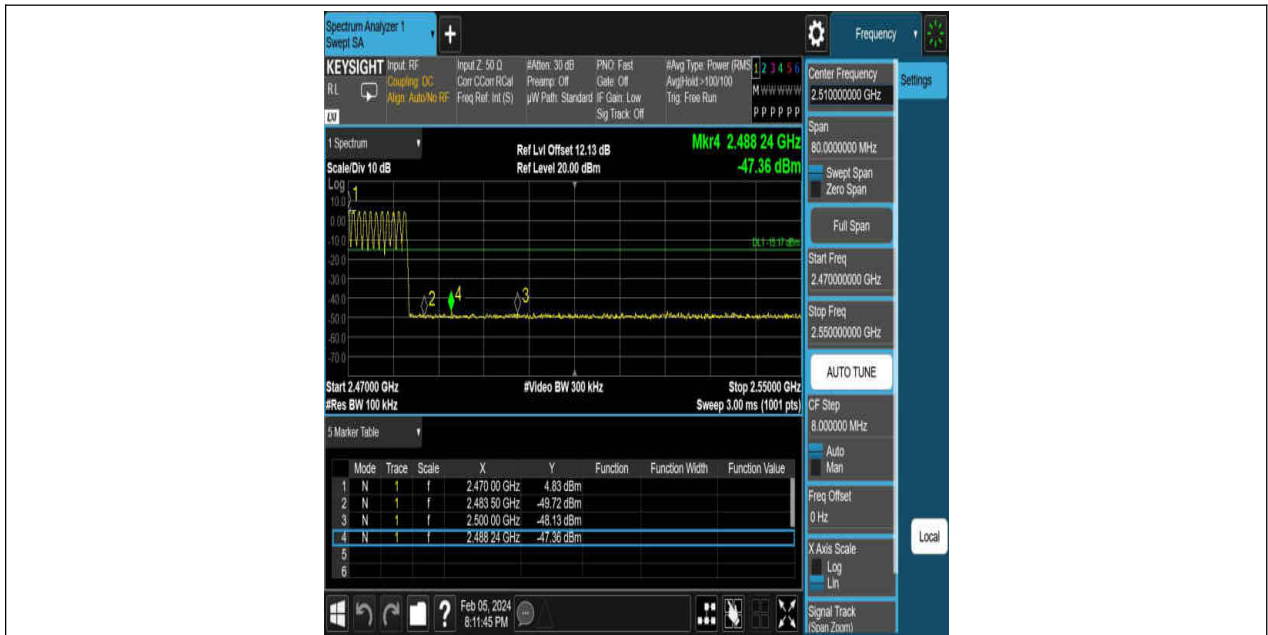 Spectrum Analyzer 1
Swept SA
+
Frequency
KEYSIGHT
RL
LXI
Input: RF
Coupling: DC
Align: Auto/No RF
Input Z: 50 Ω
Corr CCorr RCal
Freq Ref: Int (S)
#Atten: 30 dB
Preamp: Off
µW Path: Standard
PNO: Fast
Gate: Off
IF Gain: Low
Sig Track: Off
#Avg Type: Power (RMS
Avg|Hold:>100/100
Trig: Free Run
1 2 3 4 5 6
M W W W W W
P P P P P P
1 Spectrum
Scale/Div 10 dB
Ref Lvl Offset 12.13 dB
Ref Level 20.00 dBm
Mkr4 2.488 24 GHz
-47.36 dBm
Log
10.0
0.00
-10.0
-20.0
-30.0
-40.0
-50.0
-60.0
-70.0
1
2
4
3
DL1 -15.17 dBm
Start 2.47000 GHz
#Res BW 100 kHz
#Video BW 300 kHz
Stop 2.55000 GHz
Sweep 3.00 ms (1001 pts)
5 Marker Table
Mode Trace Scale X Y Function Function Width Function Value
1 N 1 f 2.470 00 GHz 4.83 dBm
2 N 1 f 2.483 50 GHz -49.72 dBm
3 N 1 f 2.500 00 GHz -48.13 dBm
4 N 1 f 2.488 24 GHz -47.36 dBm
5
6
?
Feb 05, 2024
8:11:45 PM
Center Frequency
2.510000000 GHz
Span
80.0000000 MHz
Swept Span
Zero Span
Full Span
Start Freq
2.470000000 GHz
Stop Freq
2.550000000 GHz
AUTO TUNE
CF Step
8.000000 MHz
Auto
Man
Freq Offset
0 Hz
X Axis Scale
Log
Lin
Signal Track
(Span Zoom)
Settings
Local